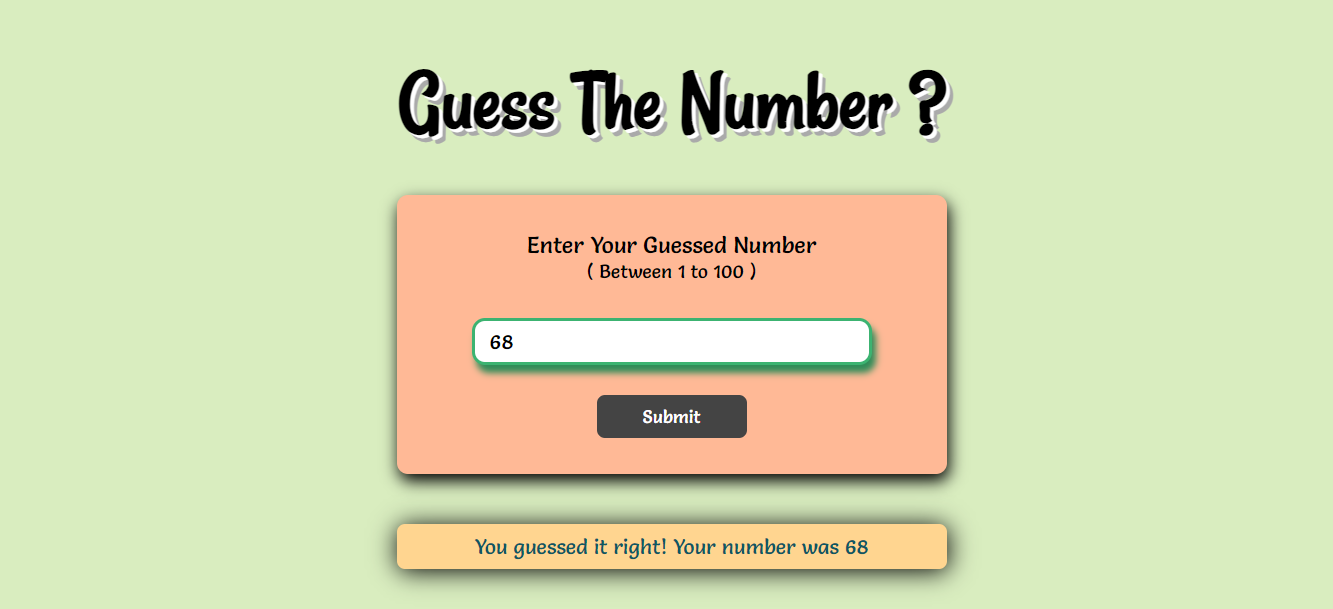 Guess The Number ?
Enter Your Guessed Number
( Between 1 to 100 )
68
Submit
You guessed it right! Your number was 68